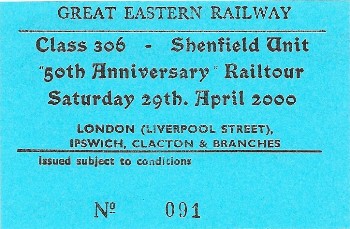 GREAT EASTERN RAILWAY
Class 306 - Shenfield Unit
"50th Anniversary" Railtour
Saturday 29th. April 2000
LONDON (LIVERPOOL STREET),
IPSWICH, CLACTON & BRANCHES
Issued subject to conditions
Nº 091